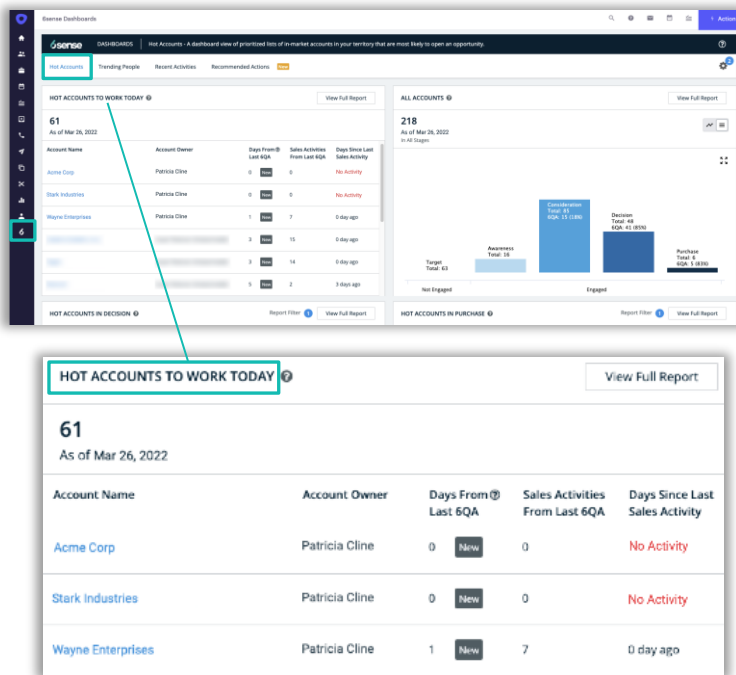 6sense Dashboards
Action
6sense DASHBOARDS Hot Accounts - A dashboard view of prioritized lists of in-market accounts in your territory that are most likely to open an opportunity.
Hot Accounts Trending People Recent Activities Recommended Actions New
2
HOT ACCOUNTS TO WORK TODAY
View Full Report
61
As of Mar 26, 2022
Account Name Account Owner Days From Last 6QA Sales Activities From Last 6QA Days Since Last Sales Activity
Acme Corp Patricia Cline 0 New 0 No Activity
Stark Industries Patricia Cline 0 New 0 No Activity
Wayne Enterprises Patricia Cline 1 New 7 0 day ago
3 New 15 0 day ago
3 New 14 0 day ago
5 New 2 3 days ago
HOT ACCOUNTS IN DECISION Report Filter 1 View Full Report
ALL ACCOUNTS
View Full Report
218
As of Mar 26, 2022
In All Stages
Target
Total: 63
Awareness
Total: 16
Consideration
Total: 85
6QA: 15 (18%)
Decision
Total: 48
6QA: 41 (85%)
Purchase
Total: 6
6QA: 5 (83%)
Not Engaged Engaged
HOT ACCOUNTS IN PURCHASE Report Filter 1 View Full Report
HOT ACCOUNTS TO WORK TODAY
View Full Report
61
As of Mar 26, 2022
Account Name Account Owner Days From Sales Activities Days Since Last
Last 6QA From Last 6QA Sales Activity
Acme Corp Patricia Cline 0 New 0 No Activity
Stark Industries Patricia Cline 0 New 0 No Activity
Wayne Enterprises Patricia Cline 1 New 7 0 day ago